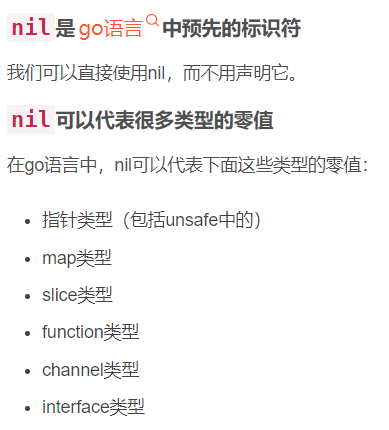 nil是 go语言 中预先的标识符
我们可以直接使用nil，而不用声明它。
nil可以代表很多类型的零值
在go语言中，nil可以代表下面这些类型的零值：
• 指针类型（包括unsafe中的）
• map类型
• slice类型
• function类型
• channel类型
• interface类型